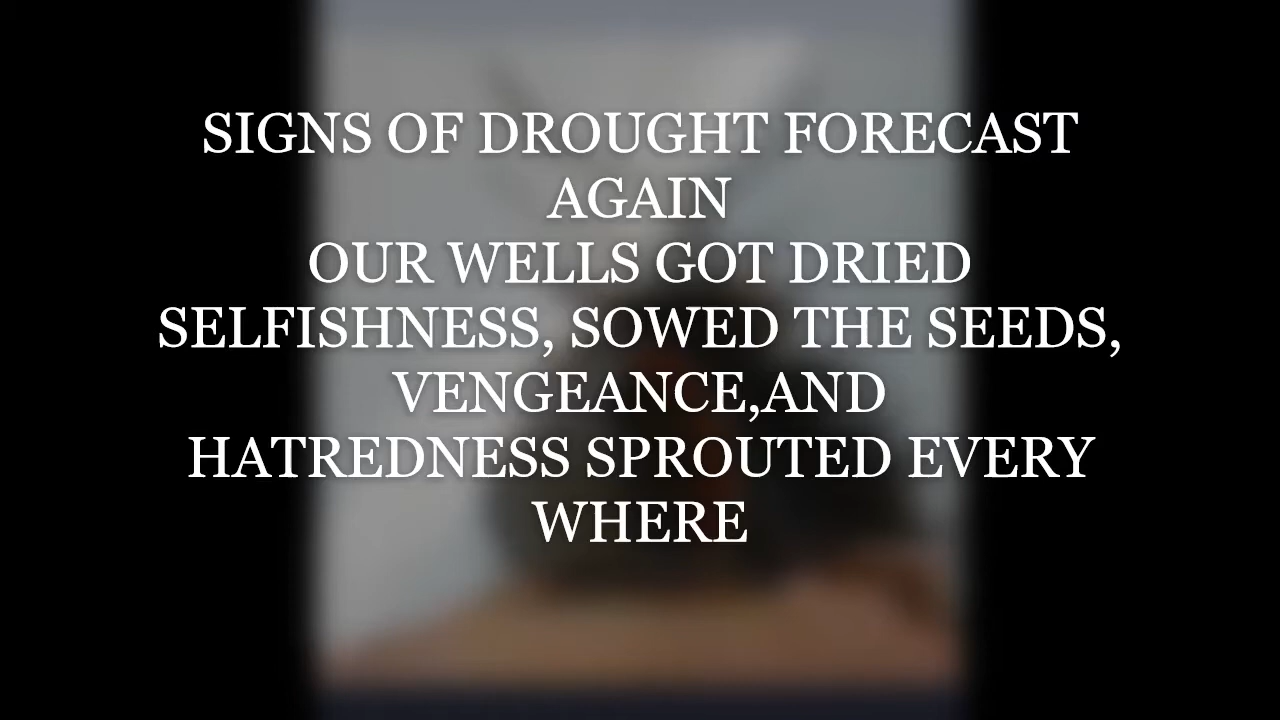 SIGNS OF DROUGHT FORECAST
AGAIN
OUR WELLS GOT DRIED
SELFISHNESS, SOWED THE SEEDS,
VENGEANCE,AND
HATREDNESS SPROUTED EVERY
WHERE